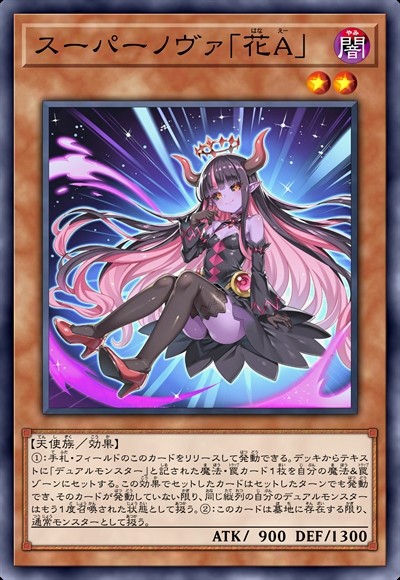 スーパーノヴァ「花A」
はな えー
闇
やみ
【天使族／効果】
①：手札・フィールドのこのカードをリリースして発動できる。デッキからテキス
トに「デュアルモンスター」と記された魔法・罠カード1枚を自分の魔法&罠
ゾーンにセットする。この効果でセットしたカードはセットしたターンでも発動
でき、そのカードが発動していない限り、同じ縦列の自分のデュアルモンスター
はもう1度召喚された状態として扱う。②：このカードは墓地に存在する限り、
通常モンスターとして扱う。
ATK/ 900 DEF/1300